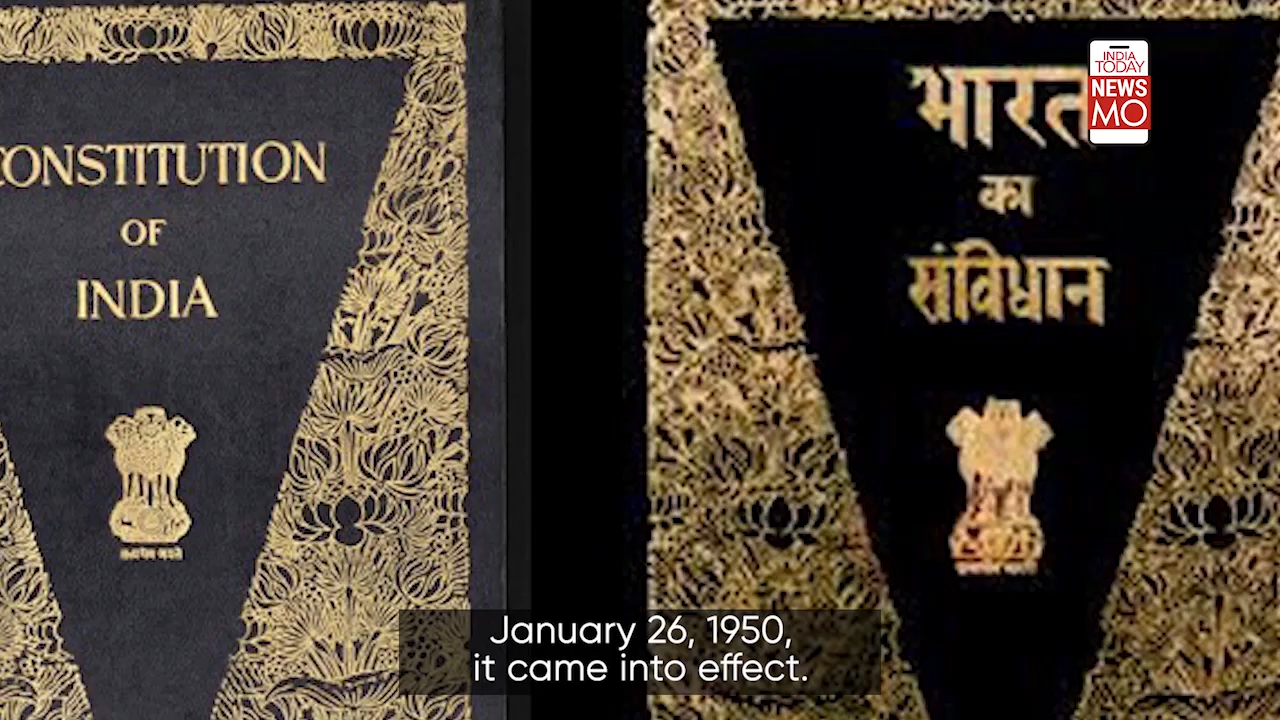 CONSTITUTION
OF
INDIA
भारत
का
संविधान
INDIA
TODAY
NEWS
MO
January 26, 1950,
it came into effect.